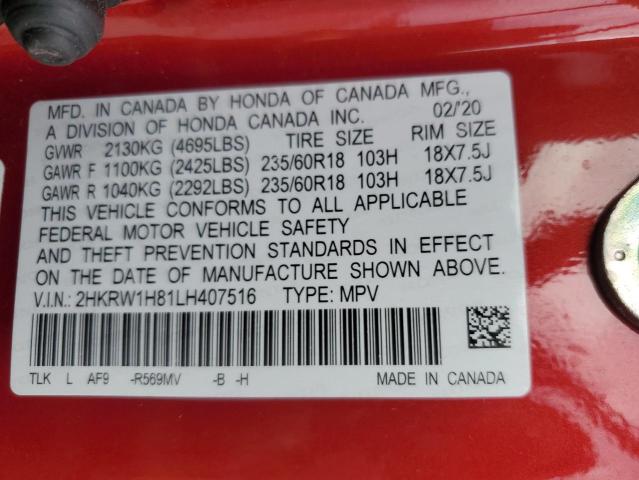 MFD. IN CANADA BY HONDA OF CANADA MFG.,
A DIVISION OF HONDA CANADA INC. 02/'20
GVWR 2130KG (4695LBS) TIRE SIZE RIM SIZE
GAWR F 1100KG (2425LBS) 235/60R18 103H 18X7.5J
GAWR R 1040KG (2292LBS) 235/60R18 103H 18X7.5J
THIS VEHICLE CONFORMS TO ALL APPLICABLE
FEDERAL MOTOR VEHICLE SAFETY
AND THEFT PREVENTION STANDARDS IN EFFECT
ON THE DATE OF MANUFACTURE SHOWN ABOVE.
V.I.N.: 2HKRW1H81LH407516 TYPE: MPV
TLK L AF9 -R569MV -B -H MADE IN CANADA